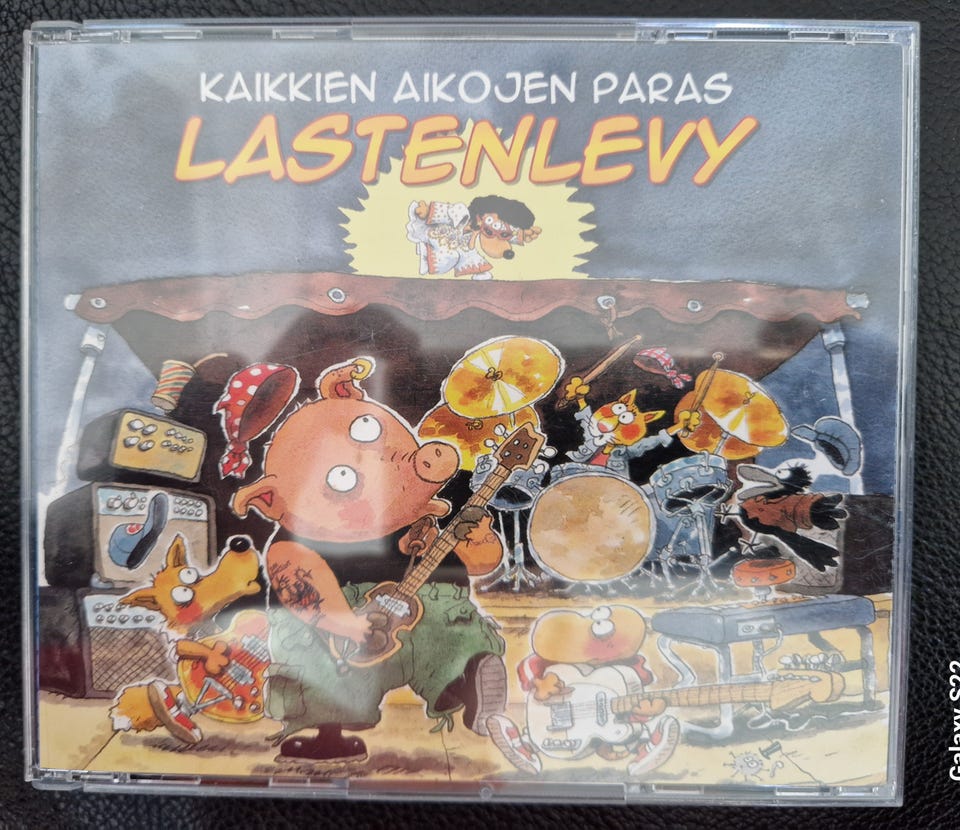 KAIKKIEN AIKOJEN PARAS
LASTENLEVY
Galaxy S22